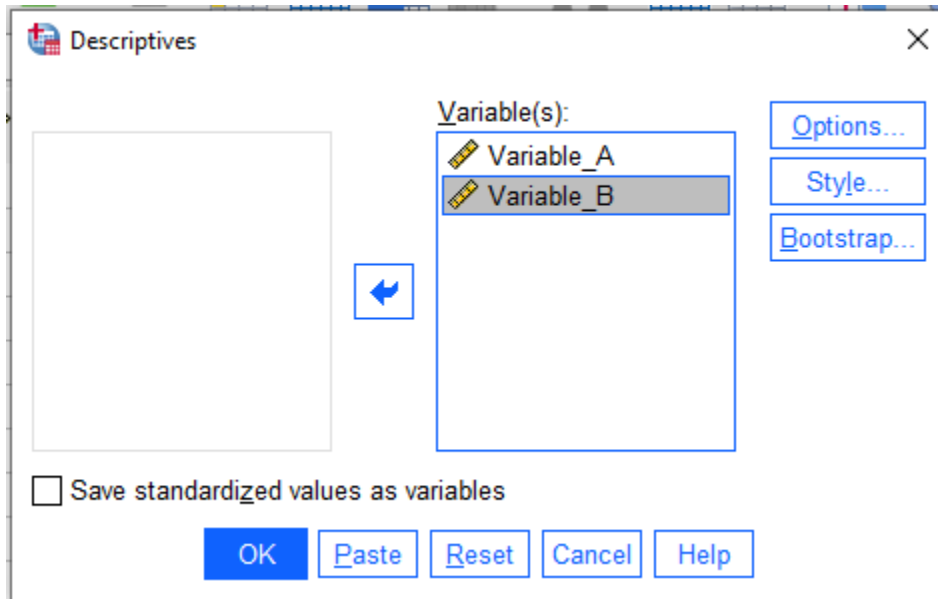 Descriptives
Variable(s):
Variable_A
Variable_B
Options...
Style...
Bootstrap...
Save standardized values as variables
OK Paste Reset Cancel Help